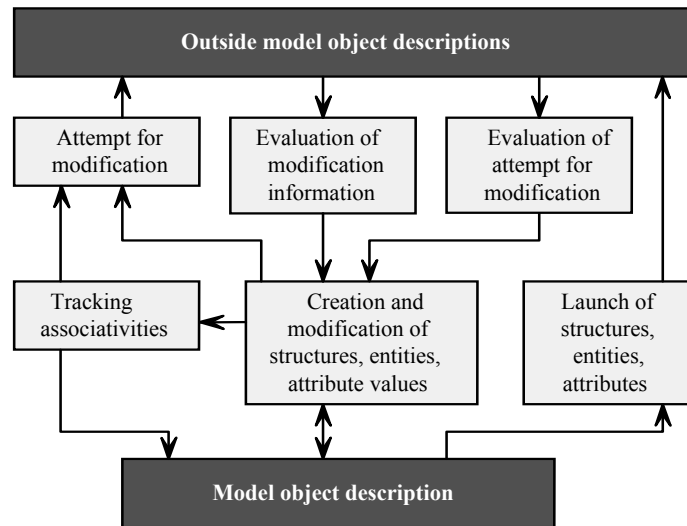 Outside model object descriptions
Attempt for
modification
Evaluation of
modification
information
Evaluation of
attempt for
modification
Tracking
associativities
Creation and
modification of
structures, entities,
attribute values
Launch of
structures,
entities,
attributes
Model object description